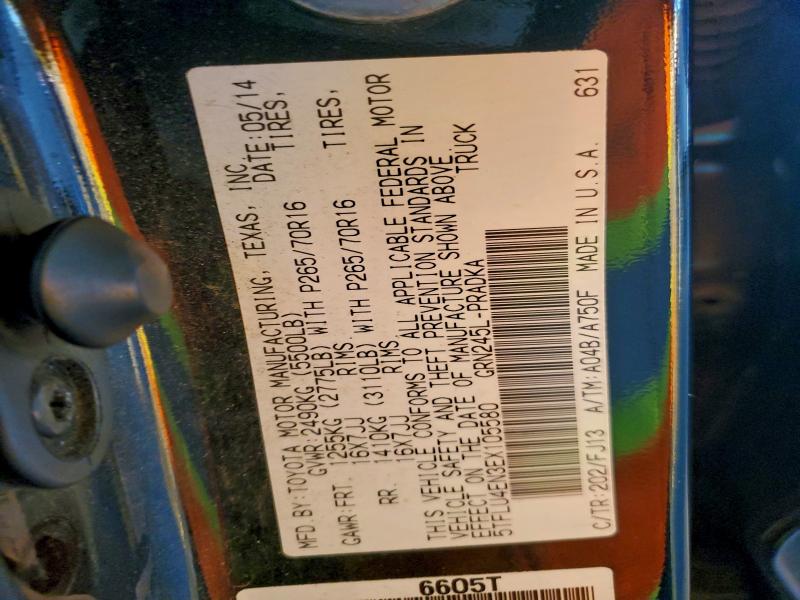 MFD. BY: TOYOTA MOTOR MANUFACTURING, TEXAS, INC.
GVWR: 2490KG (5500LB) DATE: 05/14
GAWR: FRT. 1255KG (2775LB) WITH P265/70R16 TIRES,
16X7JJ RIMS
RR. 1410KG (3110LB) WITH P265/70R16 TIRES,
16X7JJ RIMS
THIS VEHICLE CONFORMS TO ALL APPLICABLE FEDERAL MOTOR
VEHICLE SAFETY AND THEFT PREVENTION STANDARDS IN
EFFECT ON THE DATE OF MANUFACTURE SHOWN ABOVE.
5TFLU4EN3EX105580 GRN245L-PRADKA TRUCK
C/TR: 202/FJ13 A/TM: A04B/A750F MADE IN U.S.A. 631
6605T